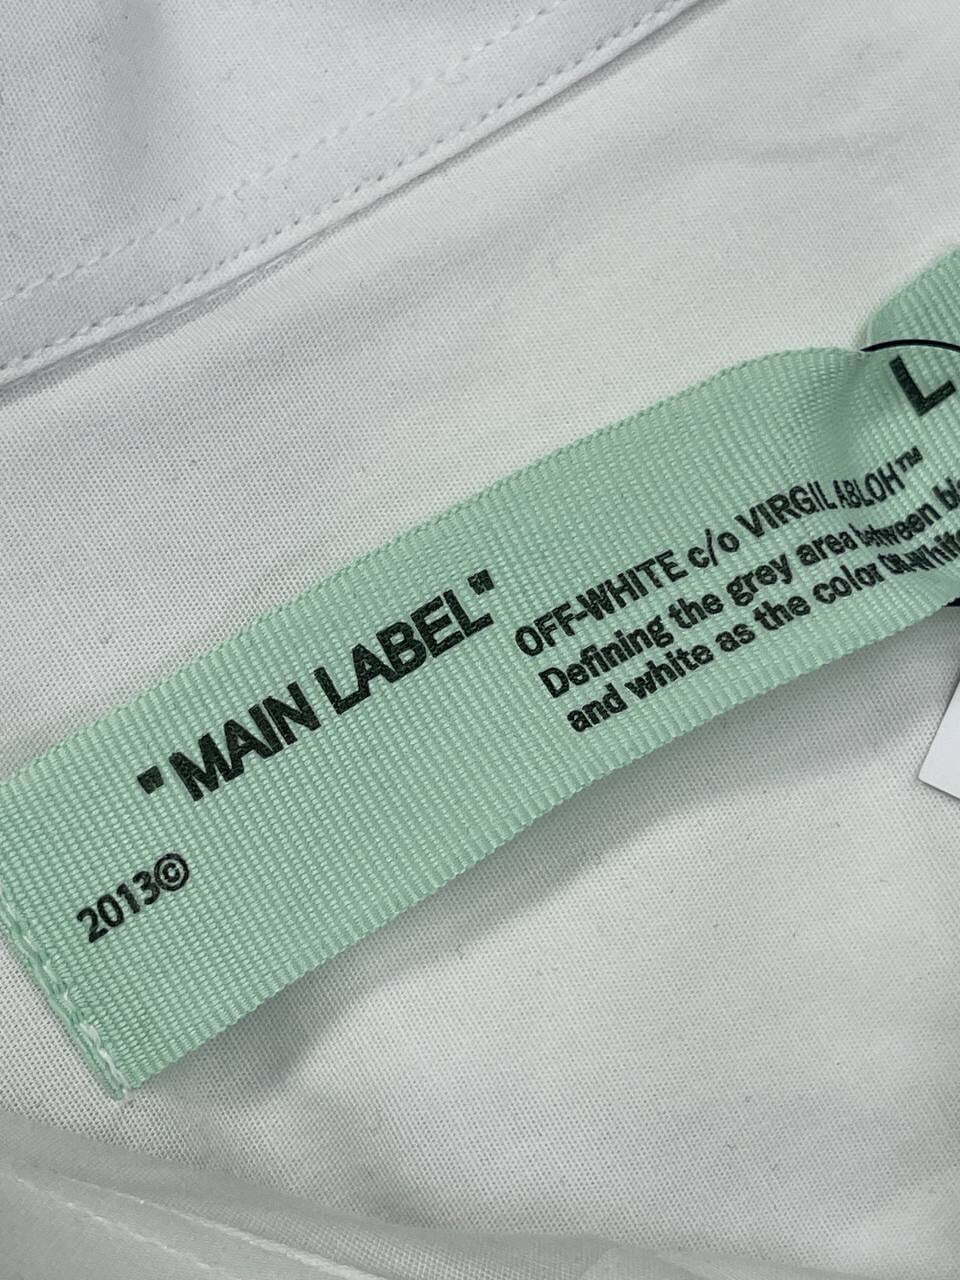 L
"MAIN LABEL"
OFF-WHITE c/o VIRGIL ABLOH™
Defining the grey area between
and white as the color
2013©